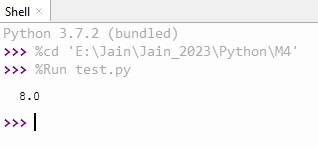 Shell ×
Python 3.7.2 (bundled)
>>> %cd 'E:\Jain\Jain_2023\Python\M4'
>>> %Run test.py
8.0
>>>